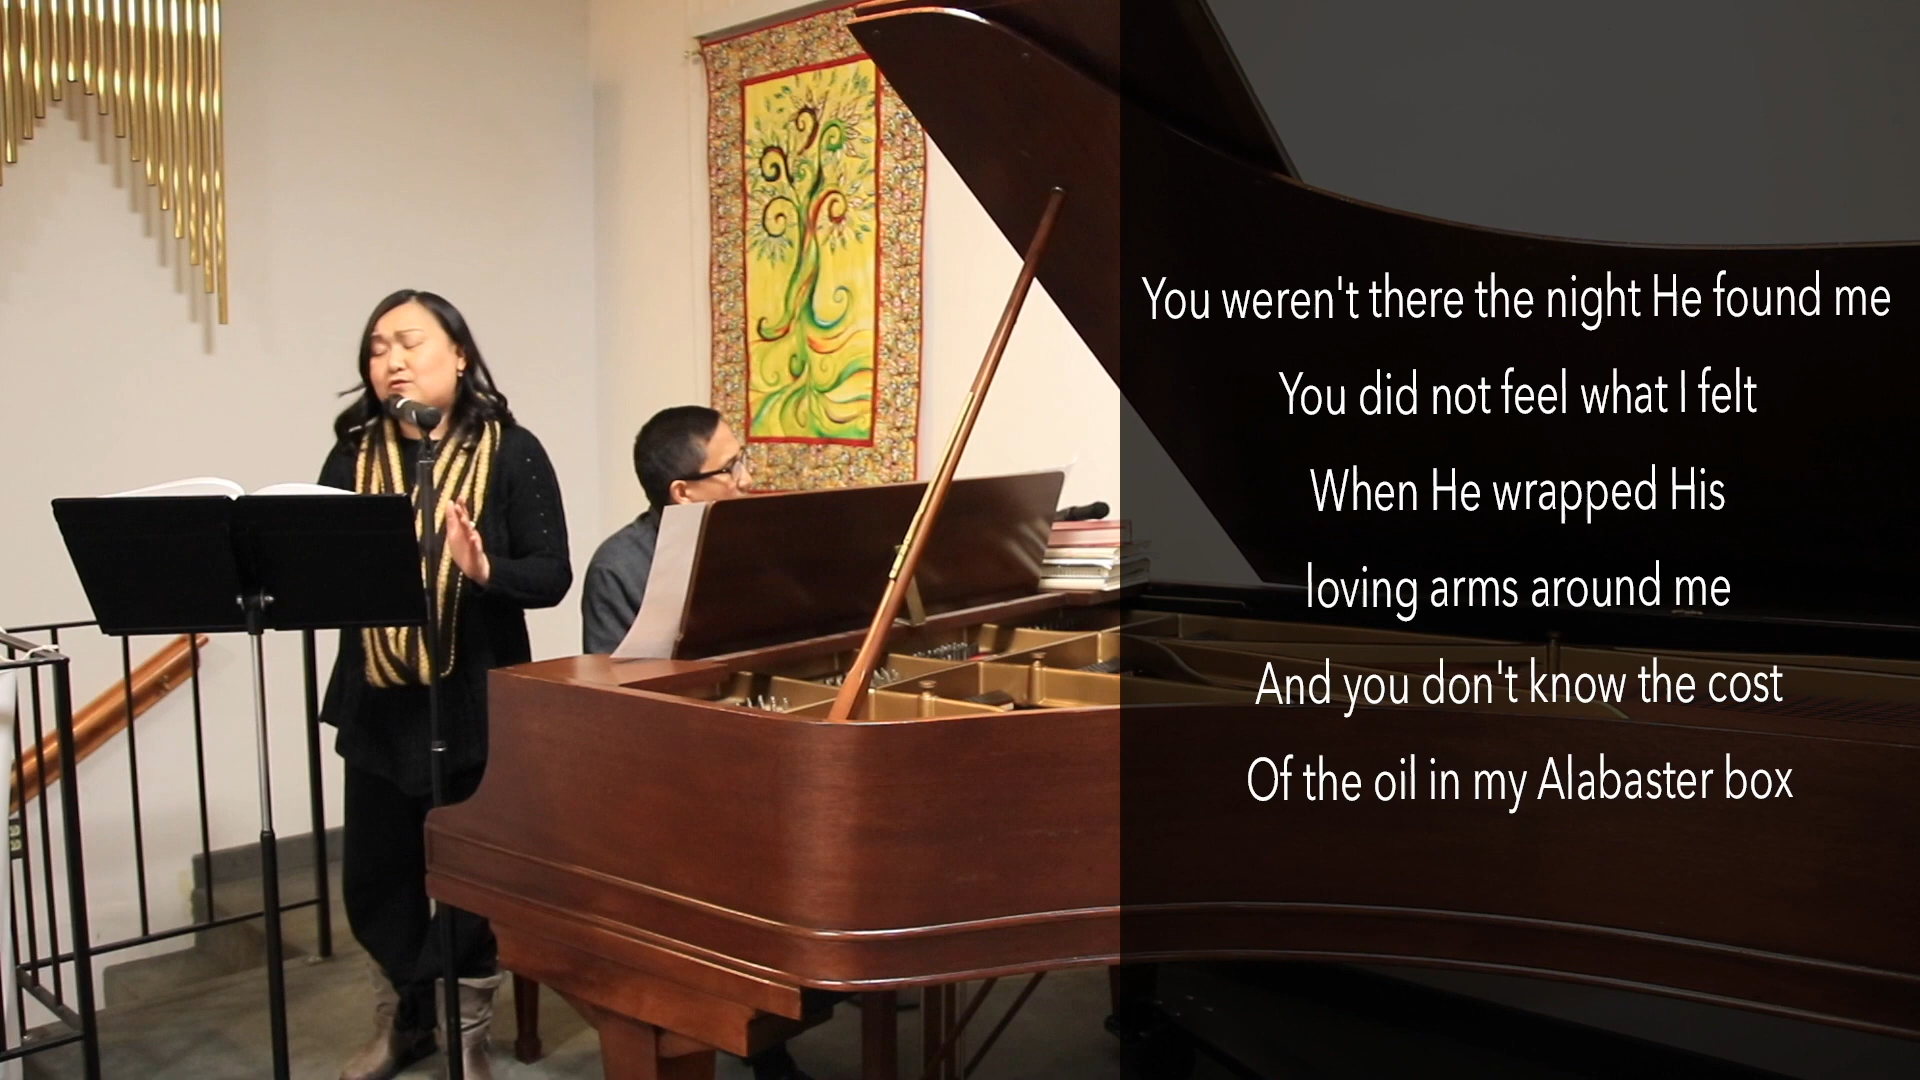 You weren't there the night He found me
You did not feel what I felt
When He wrapped His
loving arms around me
And you don't know the cost
Of the oil in my Alabaster box